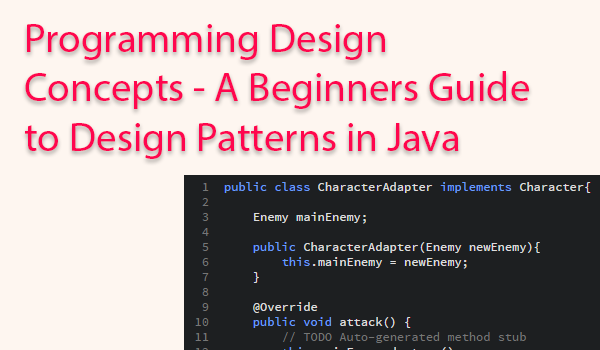 Programming Design
Concepts - A Beginners Guide
to Design Patterns in Java
1 public class CharacterAdapter implements Character{
2
3 Enemy mainEnemy;
4
5 public CharacterAdapter(Enemy newEnemy){
6 this.mainEnemy = newEnemy;
7 }
8
9 @Override
10 public void attack() {
11 // TODO Auto-generated method stub